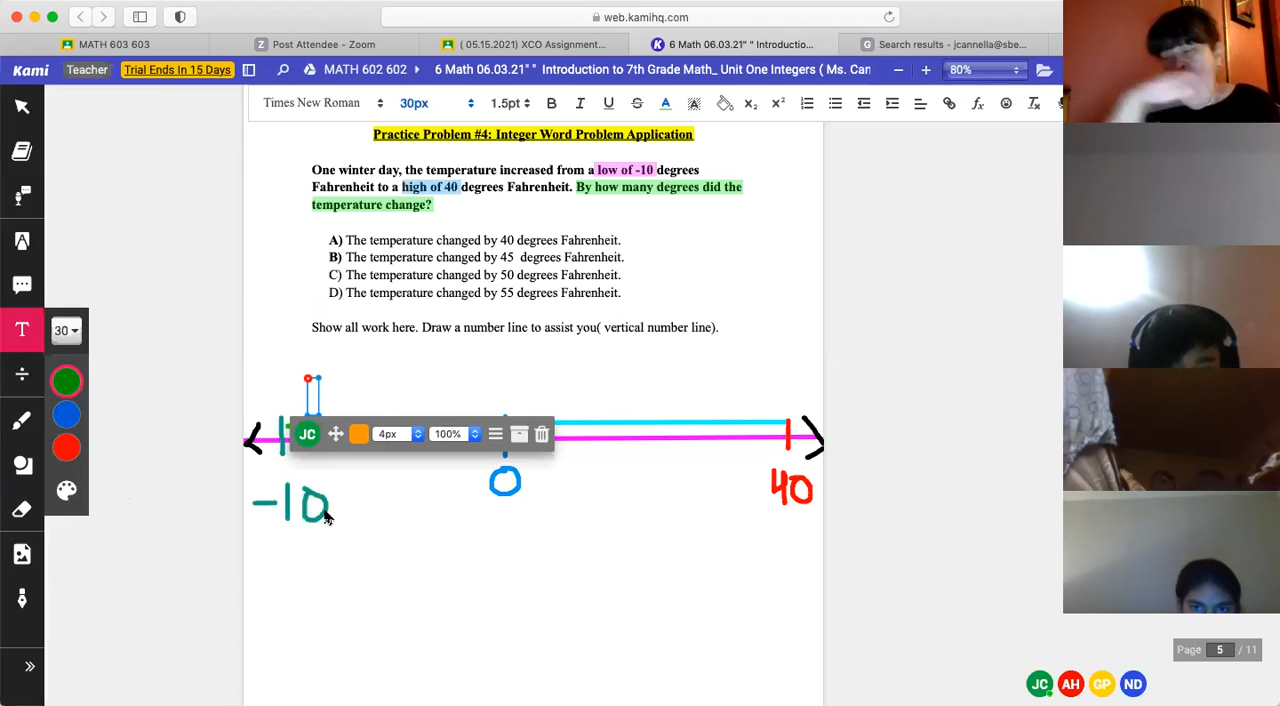 web.kamihq.com
MATH 603 603
Post Attendee - Zoom
( 05.15.2021) XCO Assignment...
6 Math 06.03.21" " Introductio...
Search results - jcannella@sbe...
Kami
Teacher
Trial Ends In 15 Days
MATH 602 602
6 Math 06.03.21" " Introduction to 7th Grade Math_ Unit One Integers ( Ms. Can
80%
Times New Roman
30px
1.5pt
Practice Problem #4: Integer Word Problem Application
One winter day, the temperature increased from a low of -10 degrees
Fahrenheit to a high of 40 degrees Fahrenheit. By how many degrees did the
temperature change?
A) The temperature changed by 40 degrees Fahrenheit.
B) The temperature changed by 45 degrees Fahrenheit.
C) The temperature changed by 50 degrees Fahrenheit.
D) The temperature changed by 55 degrees Fahrenheit.
Show all work here. Draw a number line to assist you( vertical number line).
30
JC
4px
100%
-10
0
40
Page 5 / 11
JC AH GP ND